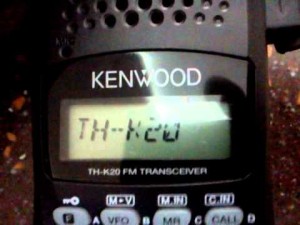 KENWOOD
TH-K20
TH-K20 FM TRANSCEIVER
M►V M.IN C.IN
F A VFO B MR C CALL D